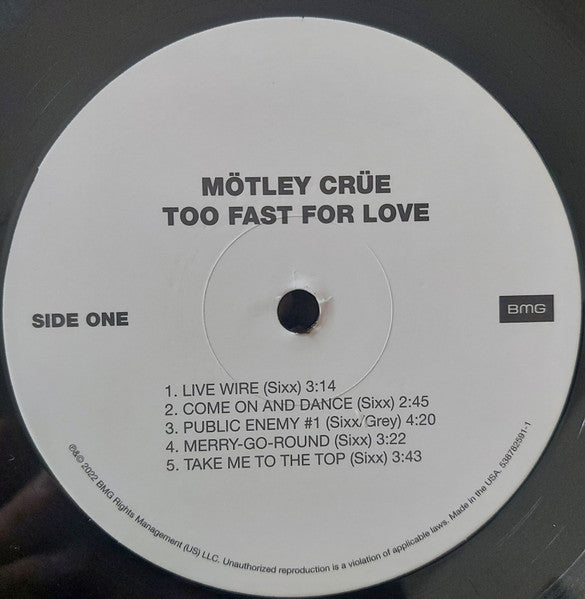 MÖTLEY CRÜE
TOO FAST FOR LOVE
SIDE ONE
BMG
1. LIVE WIRE (Sixx) 3:14
2. COME ON AND DANCE (Sixx) 2:45
3. PUBLIC ENEMY #1 (Sixx/Grey) 4:20
4. MERRY-GO-ROUND (Sixx) 3:22
5. TAKE ME TO THE TOP (Sixx) 3:43
℗&© 2022 BMG Rights Management (US) LLC. Unauthorized reproduction is a violation of applicable laws. Made in the USA. 538782591-1